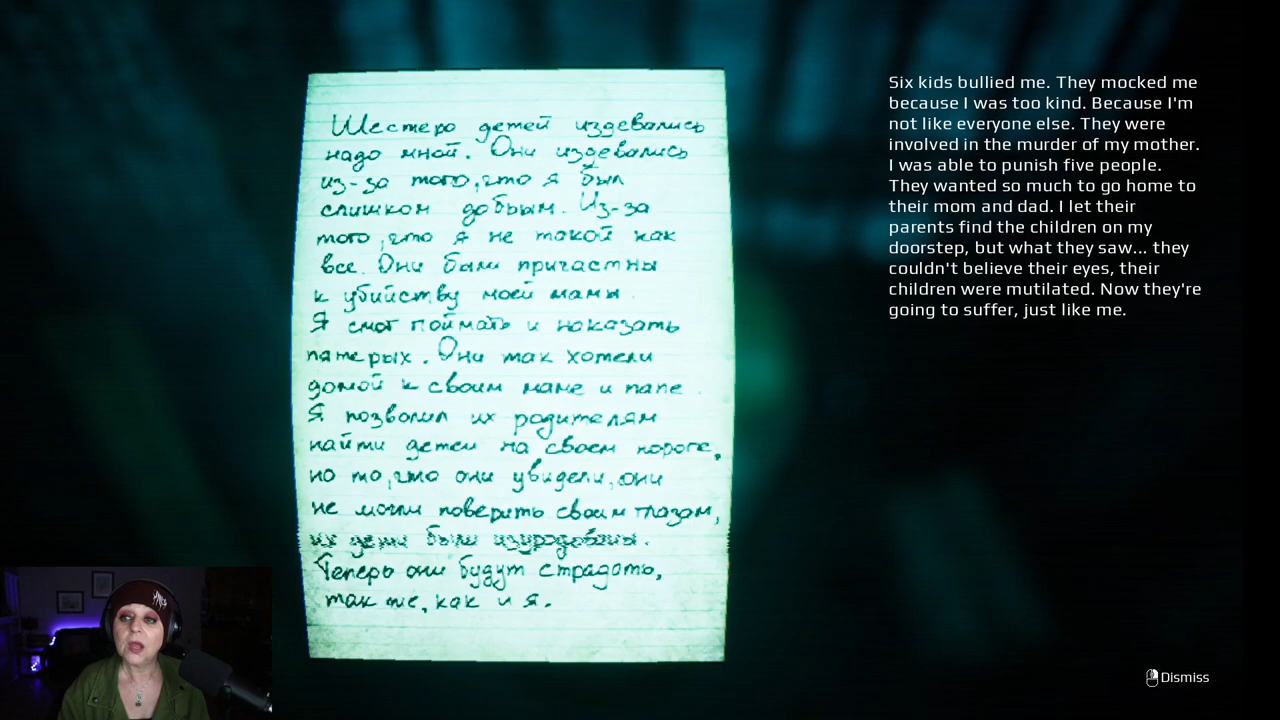 Шестеро детей издевались
надо мной. Они издевались
из-за того, что я был
слишком добрым. Из-за
того, что я не такой как
все. Они были причастны
к убийству моей мамы.
Я смог поймать и наказать
пятерых. Они так хотели
домой к своим маме и папе.
Я позволил их родителям
найти детей на своем пороге,
но то, что они увидели, они
не могли поверить своим глазам,
их дети были изуродованы.
Теперь они будут страдать,
так же, как и я.
Six kids bullied me. They mocked me
because I was too kind. Because I'm
not like everyone else. They were
involved in the murder of my mother.
I was able to punish five people.
They wanted so much to go home to
their mom and dad. I let their
parents find the children on my
doorstep, but what they saw... they
couldn't believe their eyes, their
children were mutilated. Now they're
going to suffer, just like me.
Dismiss